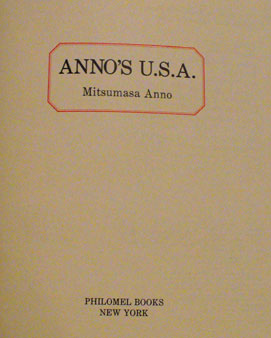 ANNO'S U.S.A.
Mitsumasa Anno
PHILOMEL BOOKS
NEW YORK